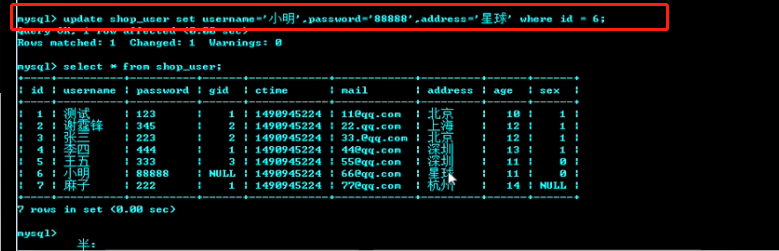 mysql> update shop_user set username='小明',password='88888',address='星球' where id = 6;
Query OK, 1 row affected (0.00 sec)
Rows matched: 1  Changed: 1  Warnings: 0
mysql> select * from shop_user;
+----+----------+----------+------+------------+------------+---------+-----+------+
| id | username | password | gid | ctime | mail | address | age | sex |
+----+----------+----------+------+------------+------------+---------+-----+------+
| 1 | 测试 | 123 | 1 | 1490945224 | 11@qq.com | 北京 | 10 | 1 |
| 2 | 谢霆锋 | 345 | 2 | 1490945224 | 22.qq.com | 上海 | 12 | 1 |
| 3 | 张三 | 223 | 2 | 1490945224 | 33.@qq.com | 北京 | 12 | 1 |
| 4 | 李四 | 444 | 1 | 1490945224 | 44@qq.com | 深圳 | 13 | 1 |
| 5 | 王五 | 333 | 3 | 1490945224 | 55@qq.com | 深圳 | 11 | 0 |
| 6 | 小明 | 88888 | NULL | 1490945224 | 66@qq.com | 星球 | 11 | 0 |
| 7 | 麻子 | 222 | 1 | 1490945224 | 77@qq.com | 杭州 | 14 | NULL |
+----+----------+----------+------+------------+------------+---------+-----+------+
7 rows in set (0.00 sec)
mysql>
半: